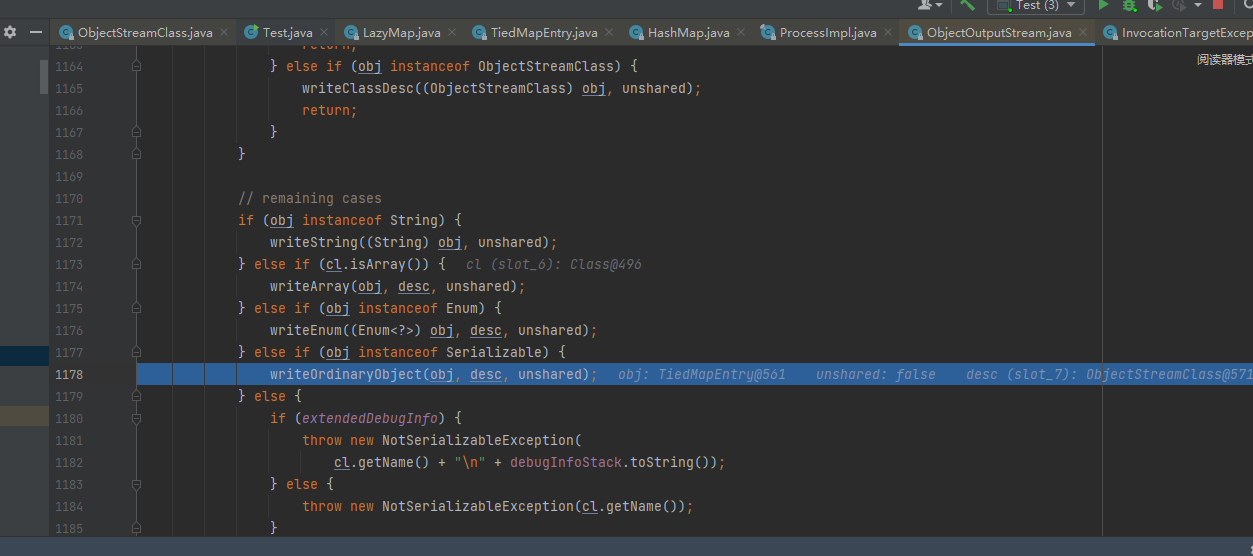 Test (3)
ObjectStreamClass.java
Test.java
LazyMap.java
TiedMapEntry.java
HashMap.java
ProcessImpl.java
ObjectOutputStream.java
InvocationTargetExcep
return;
阅读器模式
1164 } else if (obj instanceof ObjectStreamClass) {
1165 writeClassDesc((ObjectStreamClass) obj, unshared);
1166 return;
1167 }
1168 }
1169
1170 // remaining cases
1171 if (obj instanceof String) {
1172 writeString((String) obj, unshared);
1173 } else if (cl.isArray()) { cl (slot_6): Class@496
1174 writeArray(obj, desc, unshared);
1175 } else if (obj instanceof Enum) {
1176 writeEnum((Enum<?>) obj, desc, unshared);
1177 } else if (obj instanceof Serializable) {
1178 writeOrdinaryObject(obj, desc, unshared); obj: TiedMapEntry@561 unshared: false desc (slot_7): ObjectStreamClass@571
1179 } else {
1180 if (extendedDebugInfo) {
1181 throw new NotSerializableException(
1182 cl.getName() + "\n" + debugInfoStack.toString());
1183 } else {
1184 throw new NotSerializableException(cl.getName());
1185 }